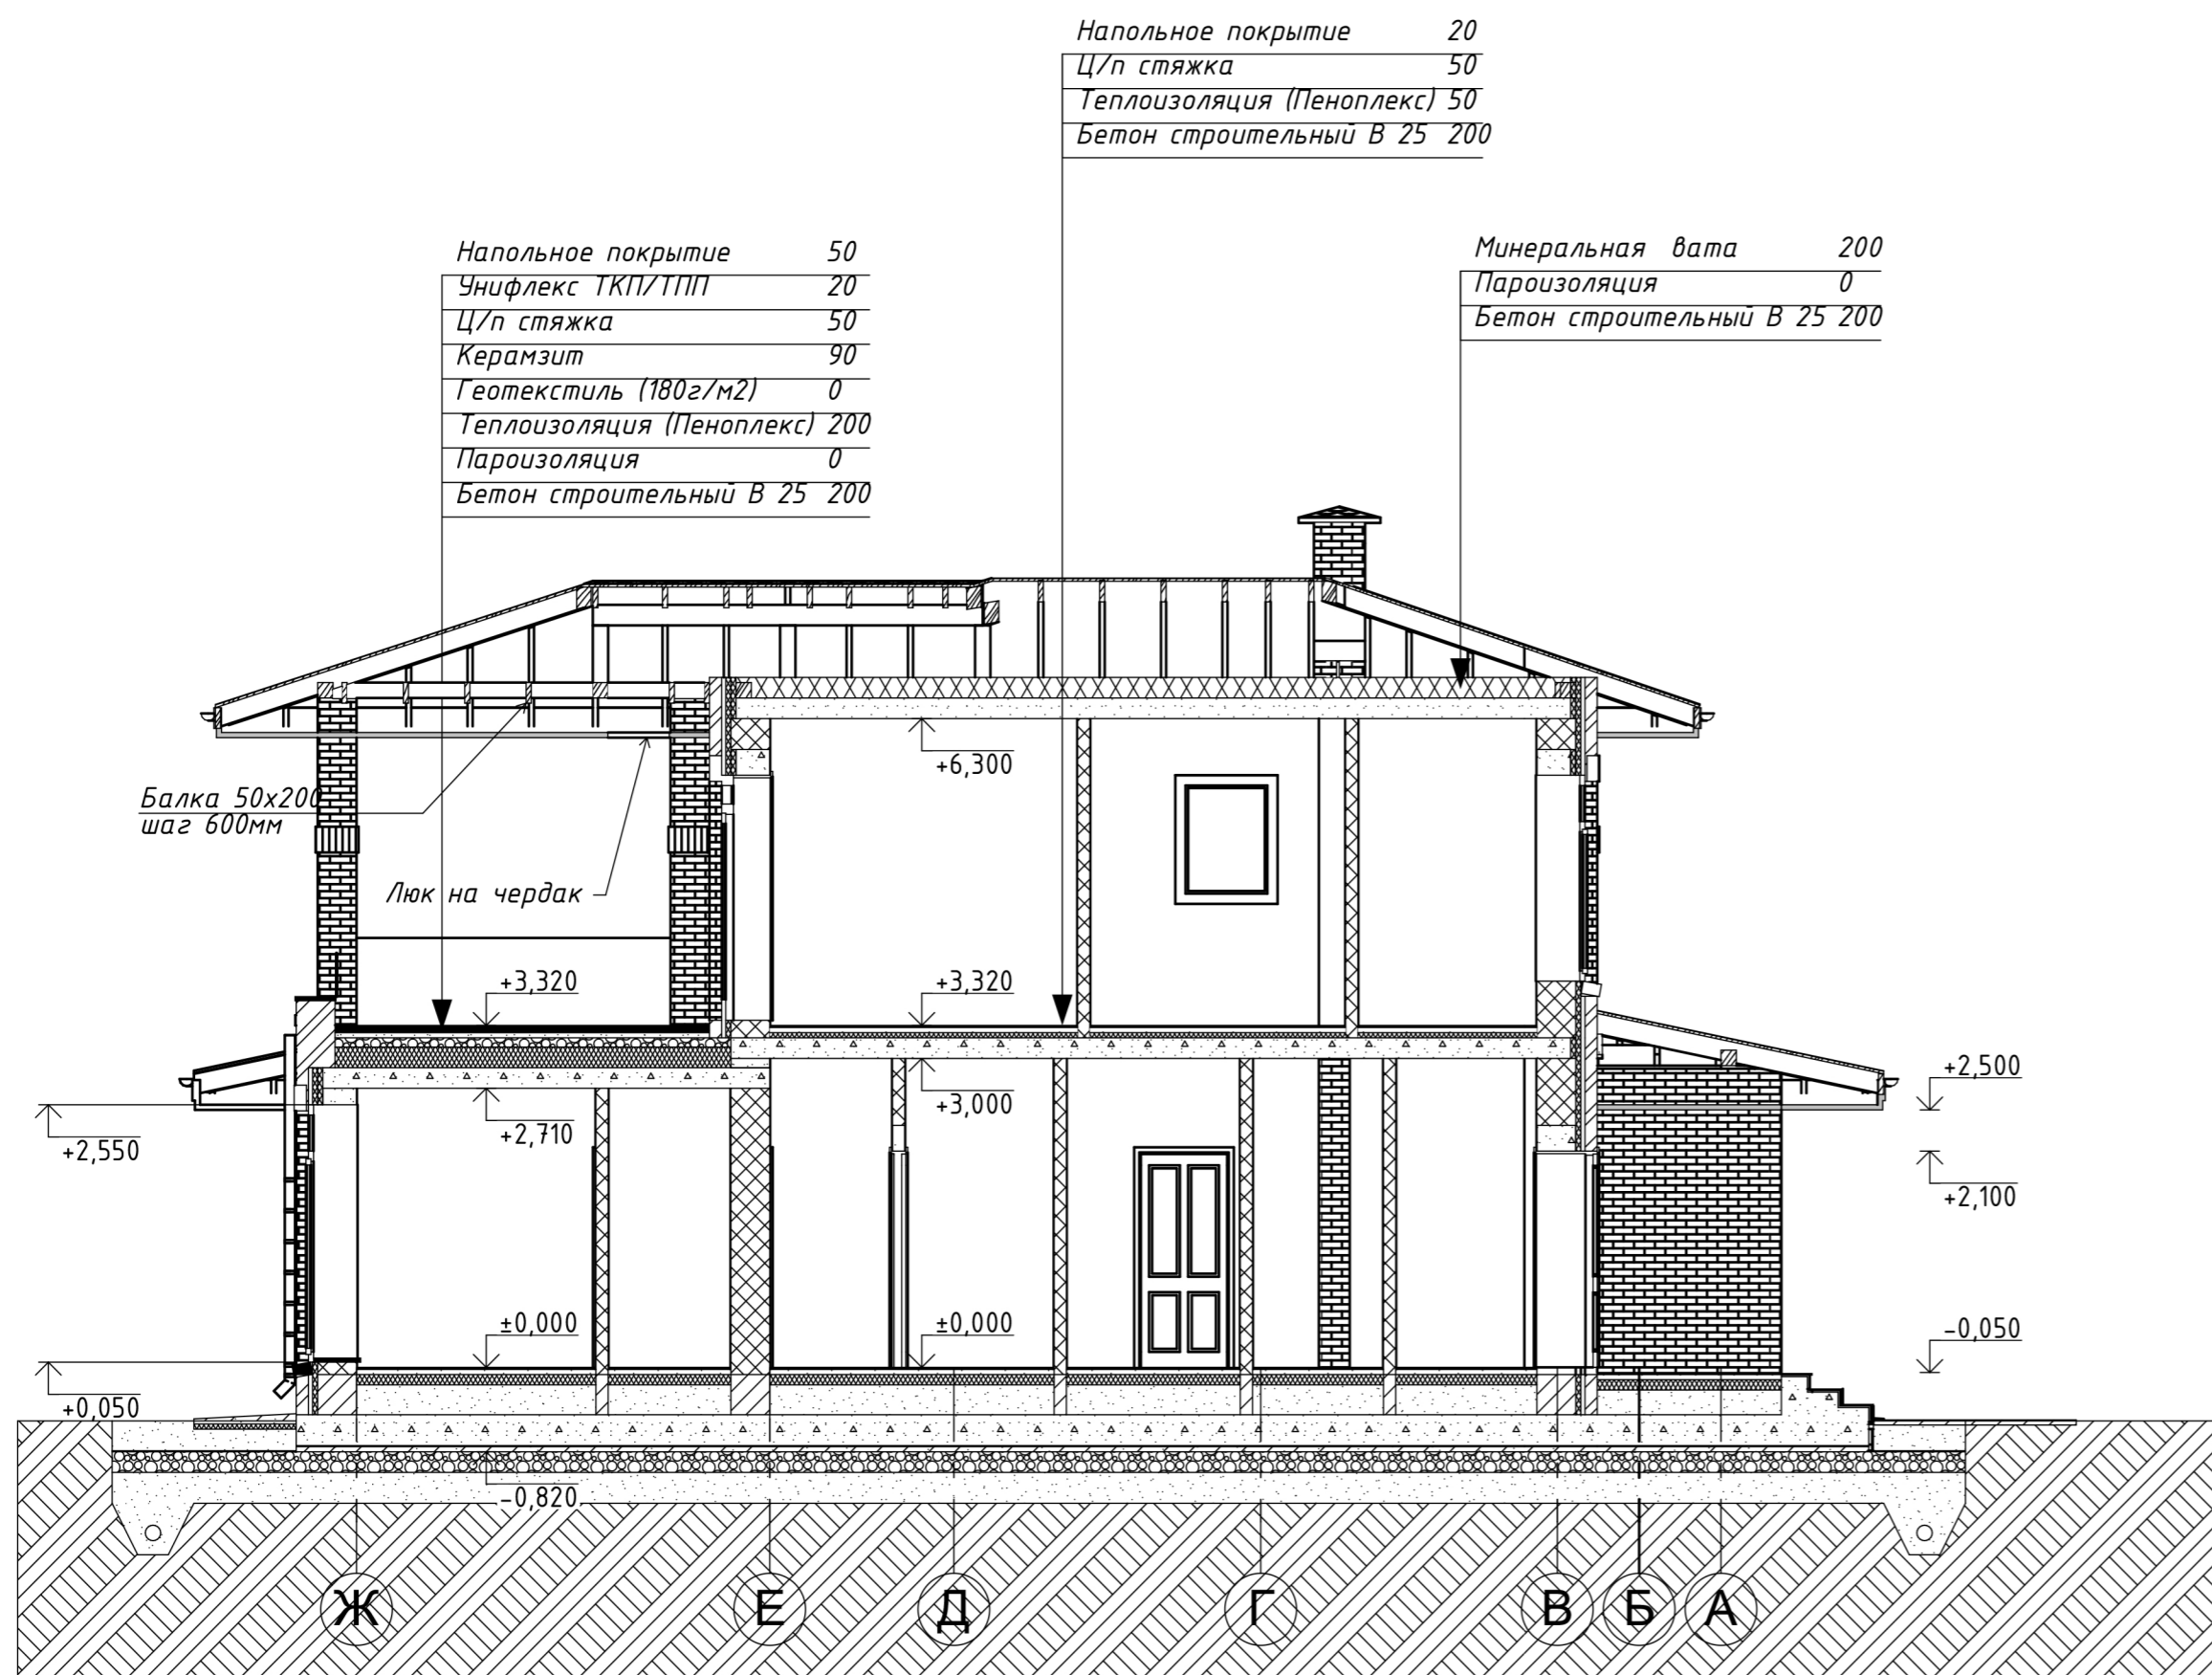 Напольное покрытие 20
Ц/п стяжка 50
Теплоизоляция (Пеноплекс) 50
Бетон строительный В 25 200
Напольное покрытие 50
Унифлекс ТКП/ТПП 20
Ц/п стяжка 50
Керамзит 90
Геотекстиль (180г/м2) 0
Теплоизоляция (Пеноплекс) 200
Пароизоляция 0
Бетон строительный В 25 200
Минеральная вата 200
Пароизоляция 0
Бетон строительный В 25 200
+6,300
Балка 50х200
шаг 600мм
Люк на чердак
+3,320
+3,320
+2,500
+3,000
+2,710
+2,550
+2,100
±0,000
±0,000
-0,050
+0,050
-0,820
Ж
Е
Д
Г
В
Б
А